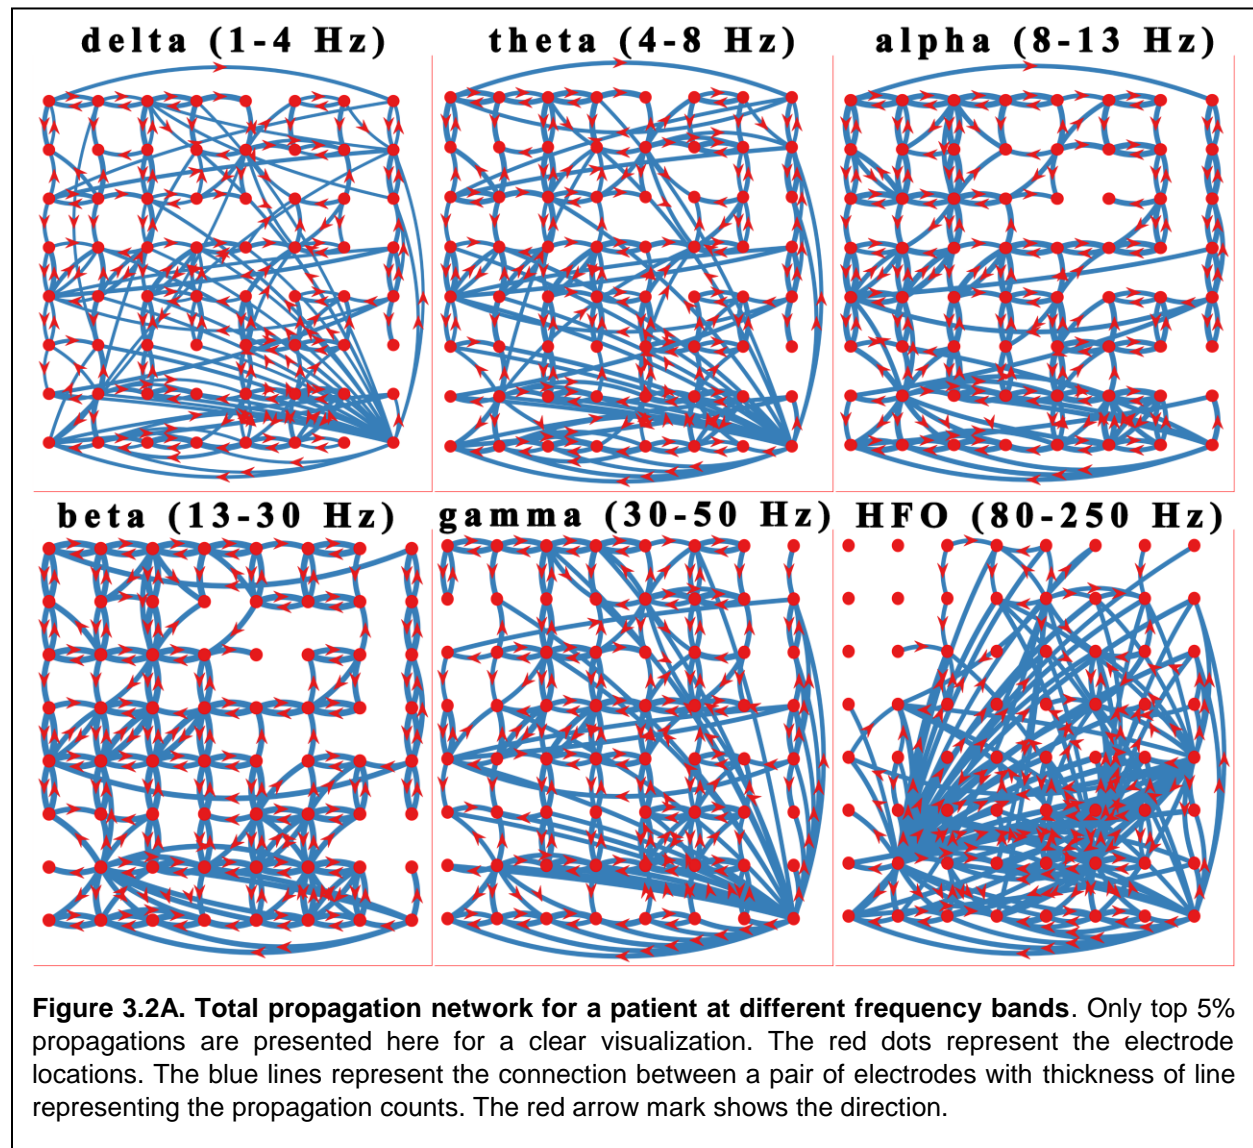 delta (1-4 Hz)
theta (4-8 Hz)
alpha (8-13 Hz)
beta (13-30 Hz)
gamma (30-50 Hz)
HFO (80-250 Hz)
Figure 3.2A. Total propagation network for a patient at different frequency bands. Only top 5%
propagations are presented here for a clear visualization. The red dots represent the electrode
locations. The blue lines represent the connection between a pair of electrodes with thickness of line
representing the propagation counts. The red arrow mark shows the direction.